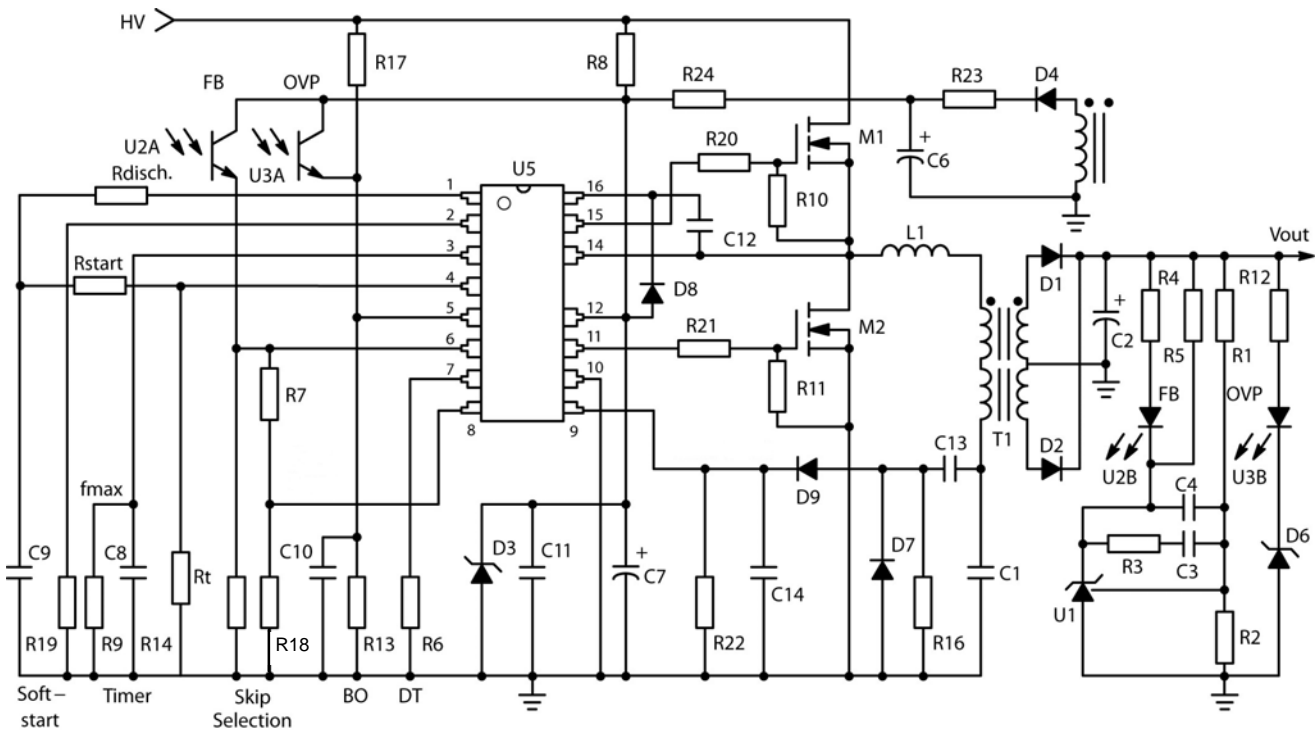 HV
R17
R8
R24
R23
D4
FB
OVP
U2A
U3A
Rdisch.
R20
M1
C6
U5
R10
1
16
2
15
C12
L1
Vout
3
14
Rstart
4
D8
D1
R4
R12
5
12
C2
R5
R1
6
11
R21
M2
7
10
R7
R11
FB
OVP
8
9
C13
T1
D2
U2B
U3B
D9
fmax
C4
C9
C8
Rt
C10
D3
C11
C7
C14
D7
C1
R3
C3
D6
U1
R19
R9
R14
R18
R13
R6
R22
R16
R2
Soft–
start
Timer
Skip
Selection
BO
DT
+
+
+